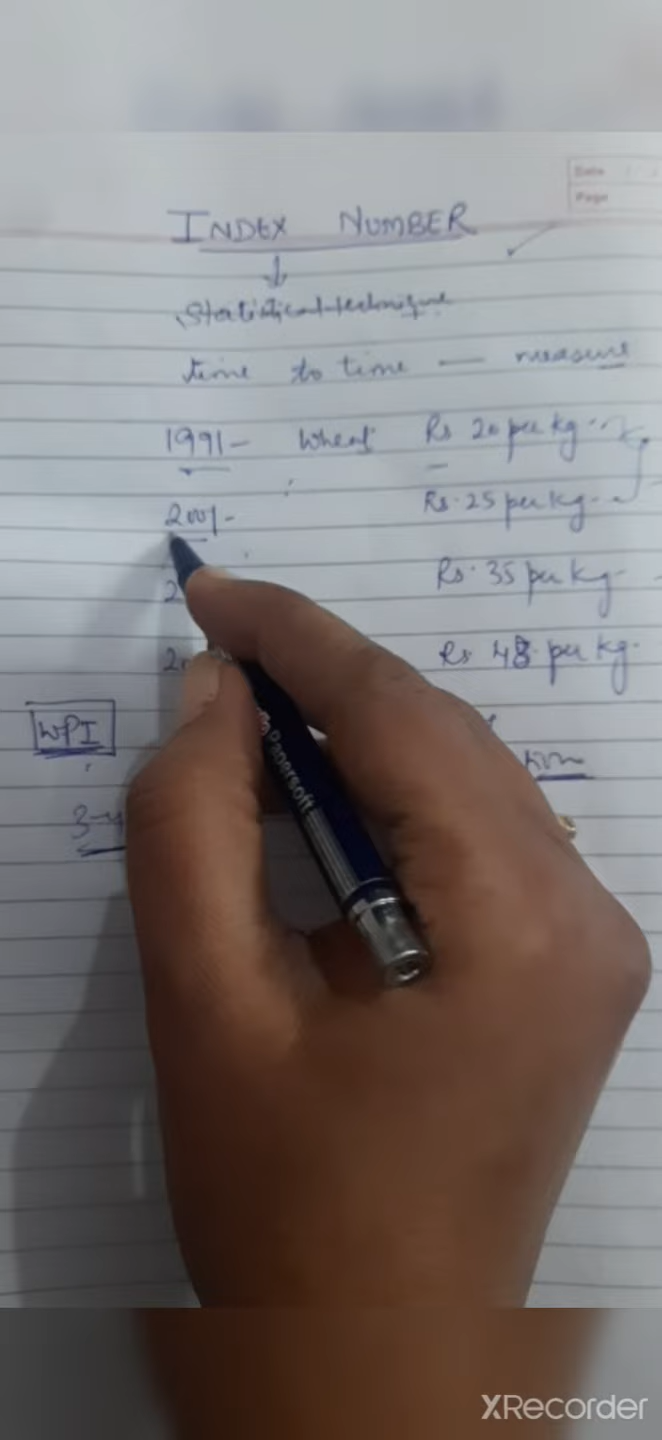 Date
Page
INDEX NUMBER
Statistical technique
time to time — measure
1991 - Wheat Rs 20 per kg
2001 - Rs. 25 per kg
Rs. 35 per kg
Rs 48 per kg.
WPI
Papersoft
XRecorder